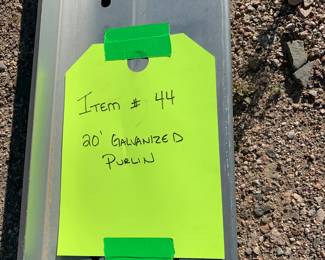 ITEM # 44
20' GALVANIZED
PURLIN